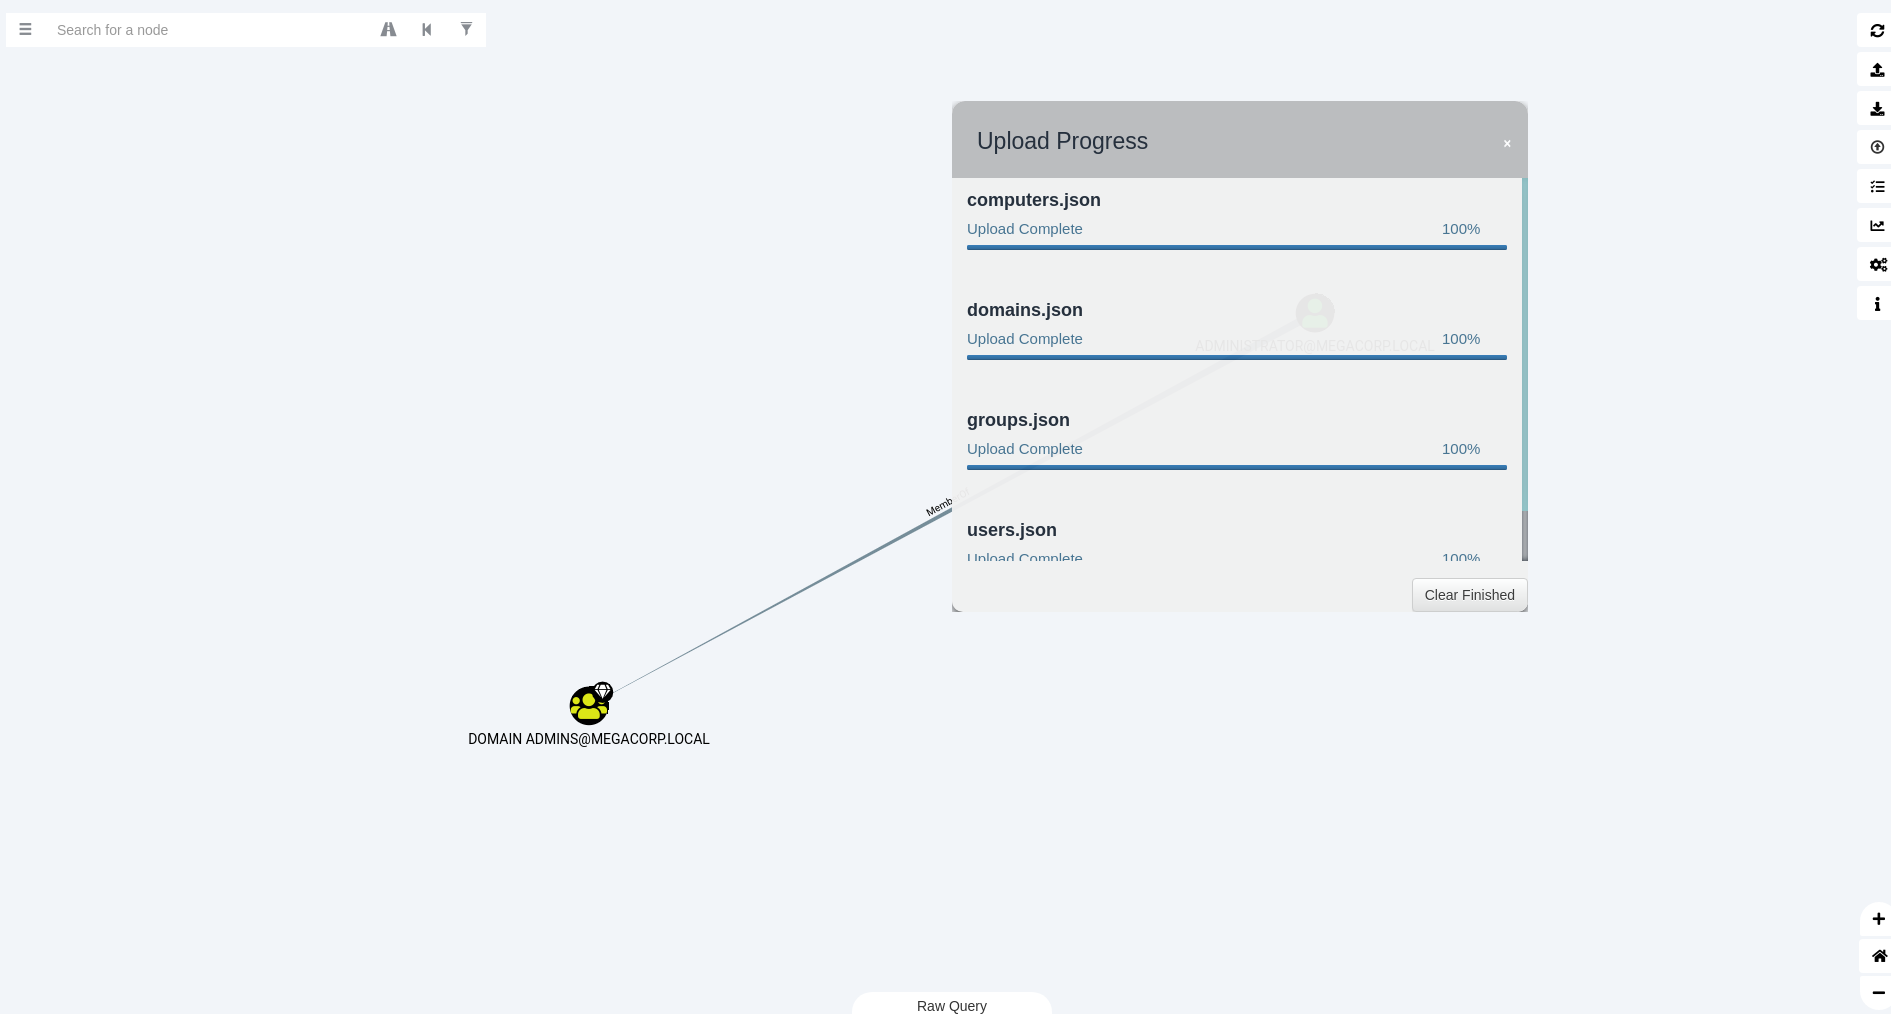 Search for a node
Upload Progress
×
computers.json
Upload Complete 100%
domains.json
Upload Complete 100%
ADMINISTRATOR@MEGACORP.LOCAL
groups.json
Upload Complete 100%
users.json
Upload Complete 100%
Clear Finished
DOMAIN ADMINS@MEGACORP.LOCAL
Raw Query